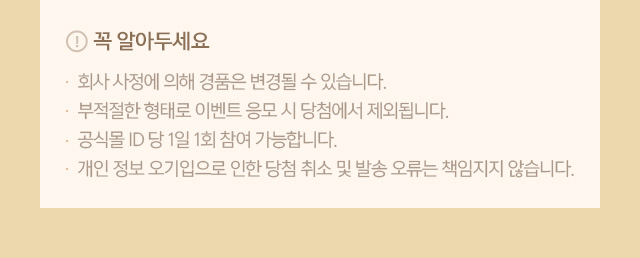 ! 꼭 알아두세요
· 회사 사정에 의해 경품은 변경될 수 있습니다.
· 부적절한 형태로 이벤트 응모 시 당첨에서 제외됩니다.
· 공식몰 ID 당 1일 1회 참여 가능합니다.
· 개인 정보 오기입으로 인한 당첨 취소 및 발송 오류는 책임지지 않습니다.